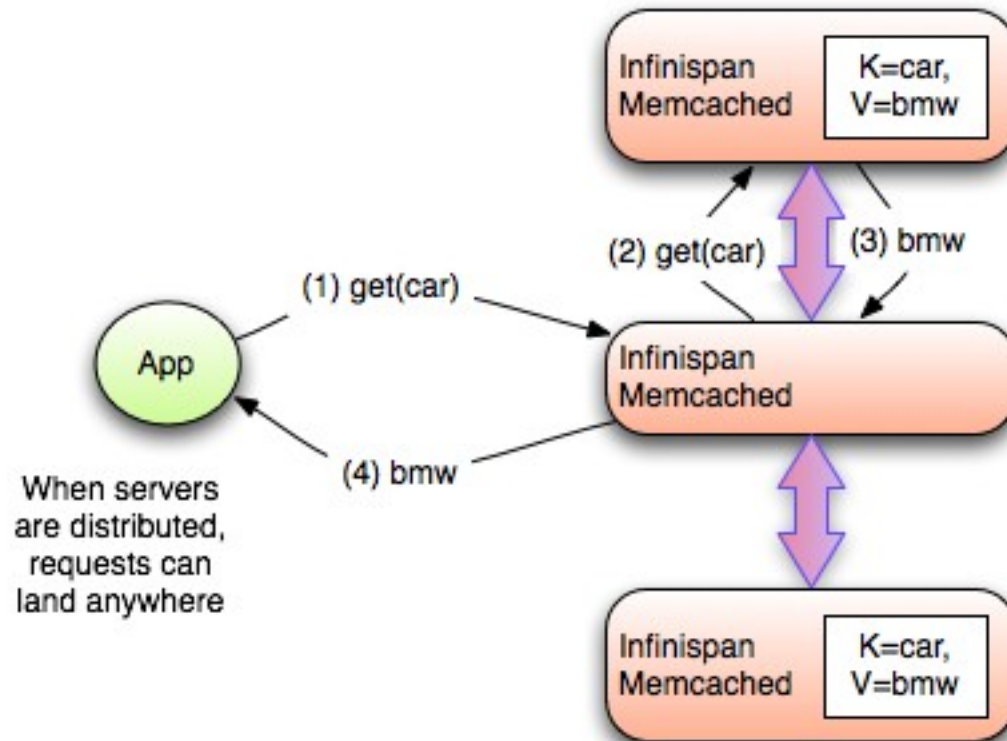 Infinispan
Memcached
K=car,
V=bmw
(2) get(car)
(3) bmw
(1) get(car)
App
Infinispan
Memcached
(4) bmw
When servers
are distributed,
requests can
land anywhere
Infinispan
Memcached
K=car,
V=bmw